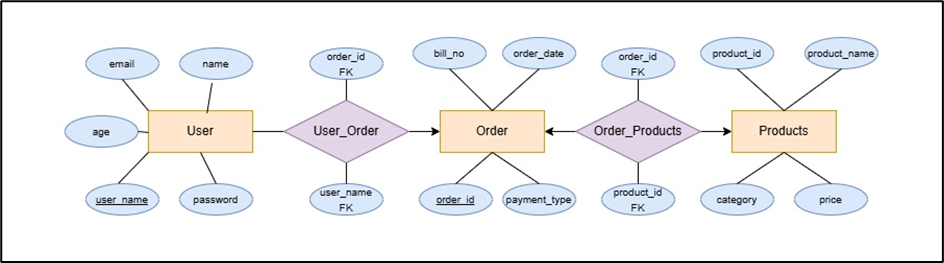 email
name
order_id
FK
bill_no
order_date
order_id
FK
product_id
product_name
age
User
User_Order
Order
Order_Products
Products
user_name
password
user_name
FK
order_id
payment_type
product_id
FK
category
price